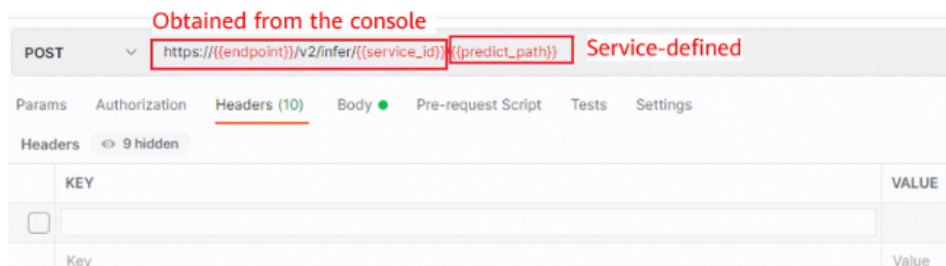 Obtained from the console
POST https://{{endpoint}}/v2/infer/{{service_id}}/{{predict_path}} Service-defined
Params Authorization Headers (10) Body Pre-request Script Tests Settings
Headers 9 hidden
KEY VALUE
Key Value